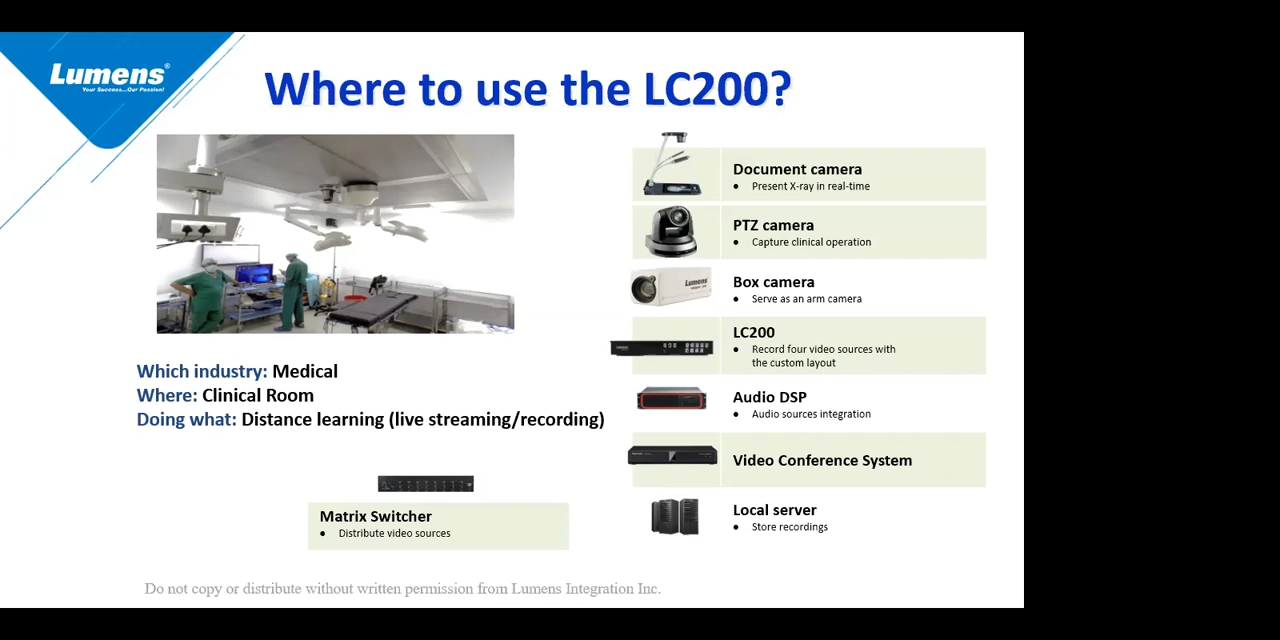 Lumens®
Your Success...Our Passion!
Where to use the LC200?
Which industry: Medical
Where: Clinical Room
Doing what: Distance learning (live streaming/recording)
Matrix Switcher
• Distribute video sources
Document camera
• Present X-ray in real-time
PTZ camera
• Capture clinical operation
Lumens
Box camera
• Serve as an arm camera
LC200
• Record four video sources with
the custom layout
Audio DSP
• Audio sources integration
Video Conference System
Local server
• Store recordings
Do not copy or distribute without written permission from Lumens Integration Inc.